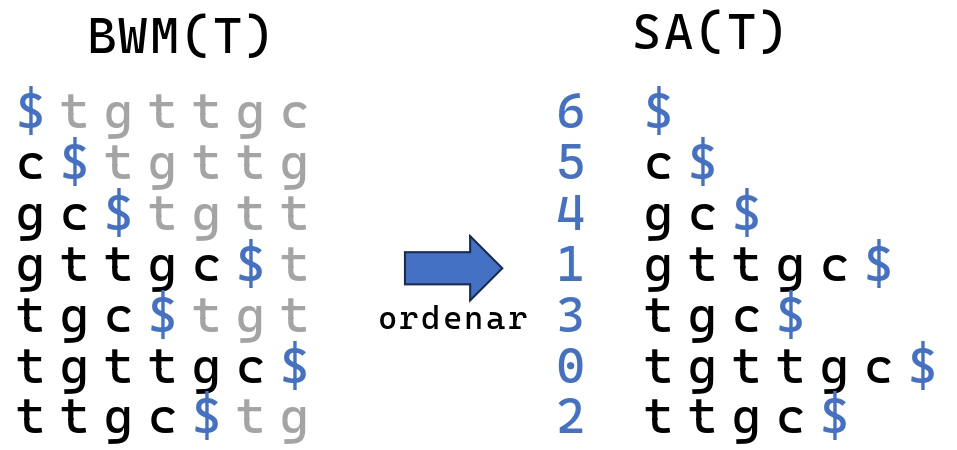 BWM(T)
$ t g t t g c
c $ t g t t g
g c $ t g t t
g t t g c $ t
t g c $ t g t
t g t t g c $
t t g c $ t g
ordenar
SA(T)
6 $
5 c $
4 g c $
1 g t t g c $
3 t g c $
0 t g t t g c $
2 t t g c $